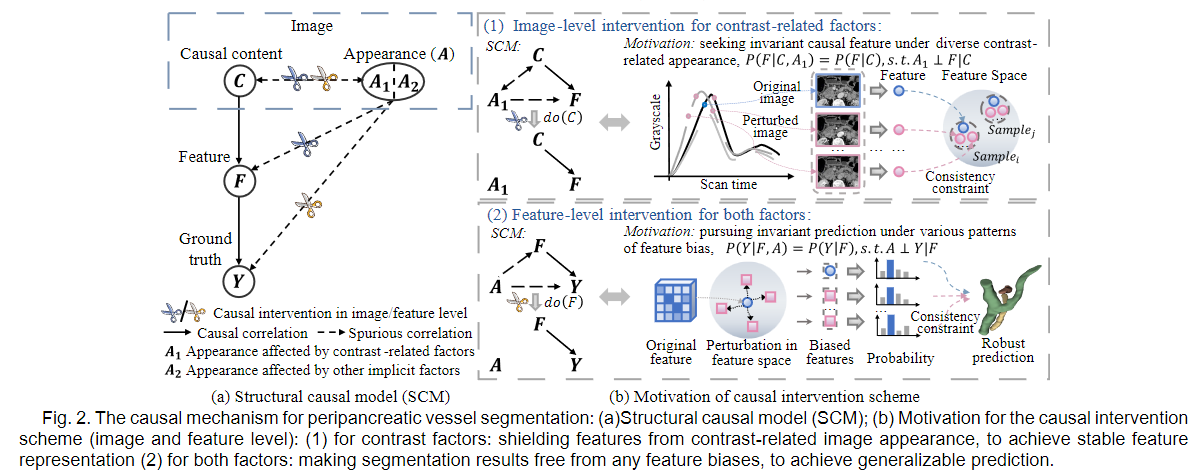 Image
Causal content
Appearance (A)
C
A₁ A₂
Feature
F
Ground
truth
Y
Causal intervention in image/feature level
Causal correlation
Spurious correlation
A₁ Appearance affected by contrast-related factors
A₂ Appearance affected by other implicit factors
(a) Structural causal model (SCM)
(1) Image-level intervention for contrast-related factors:
SCM:
C
A₁
F
do(C)
C
A₁
F
Motivation: seeking invariant causal feature under diverse contrast-
related appearance, P(F|C, A₁) = P(F|C), s.t. A₁ ⊥ F|C
Grayscale
Scan time
Original
image
Perturbed
image
Feature
Feature Space
... ...
...
Sampleⱼ
Sampleᵢ
Consistency
constraint
(2) Feature-level intervention for both factors:
SCM:
F
A
Y
do(F)
F
A
Y
Motivation: pursuing invariant prediction under various patterns
of feature bias, P(Y|F, A) = P(Y|F), s.t. A ⊥ Y|F
Original
feature
Perturbation in
feature space
Biased
features
Probability
...
Consistency
constraint
Robust
prediction
(b) Motivation of causal intervention scheme
Fig. 2. The causal mechanism for peripancreatic vessel segmentation: (a)Structural causal model (SCM); (b) Motivation for the causal intervention
scheme (image and feature level): (1) for contrast factors: shielding features from contrast-related image appearance, to achieve stable feature
representation (2) for both factors: making segmentation results free from any feature biases, to achieve generalizable prediction.